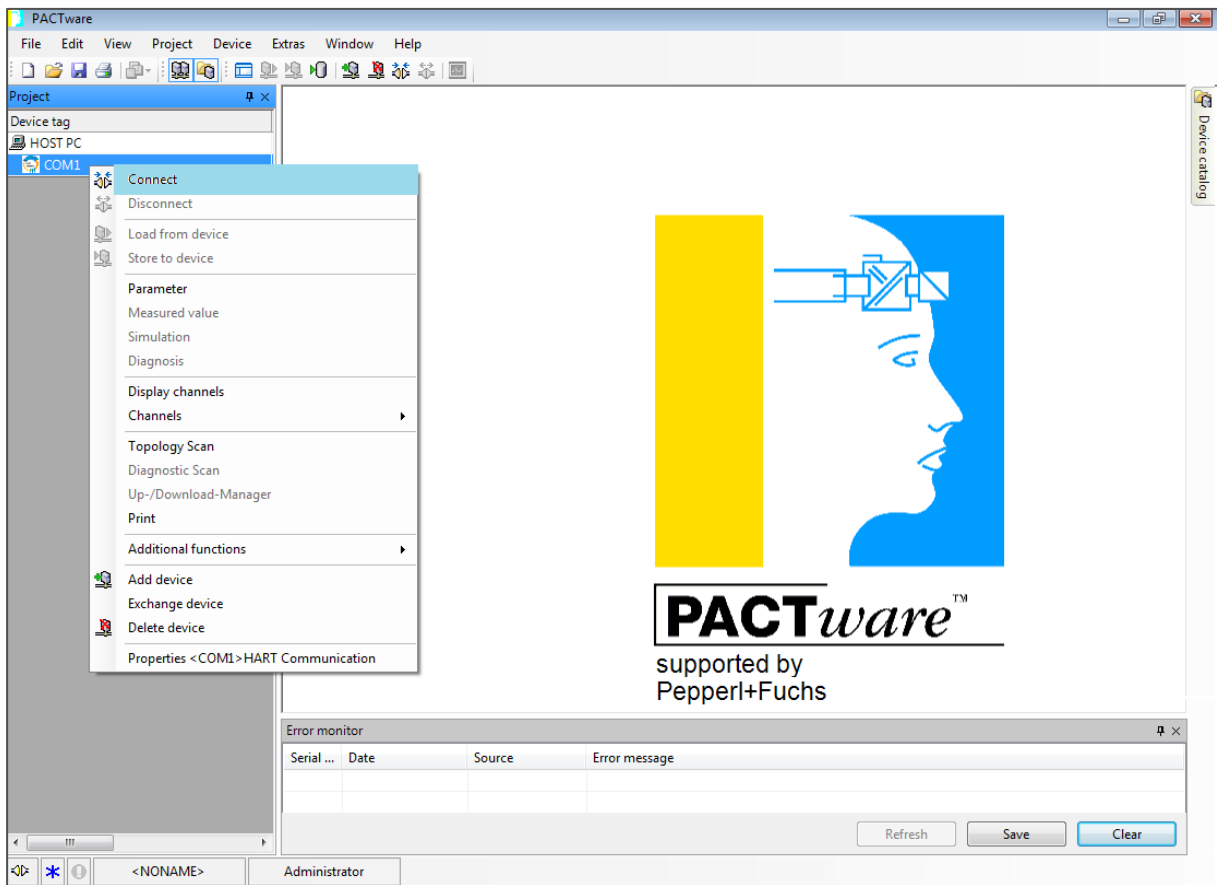 PACTware
File Edit View Project Device Extras Window Help
Project
Device tag
HOST PC
COM1
Connect
Disconnect
Load from device
Store to device
Parameter
Measured value
Simulation
Diagnosis
Display channels
Channels
Topology Scan
Diagnostic Scan
Up-/Download-Manager
Print
Additional functions
Add device
Exchange device
Delete device
Properties <COM1>HART Communication
Device catalog
PACTware™
supported by
Pepperl+Fuchs
Error monitor
Serial ... Date Source Error message
Refresh Save Clear
<NONAME> Administrator